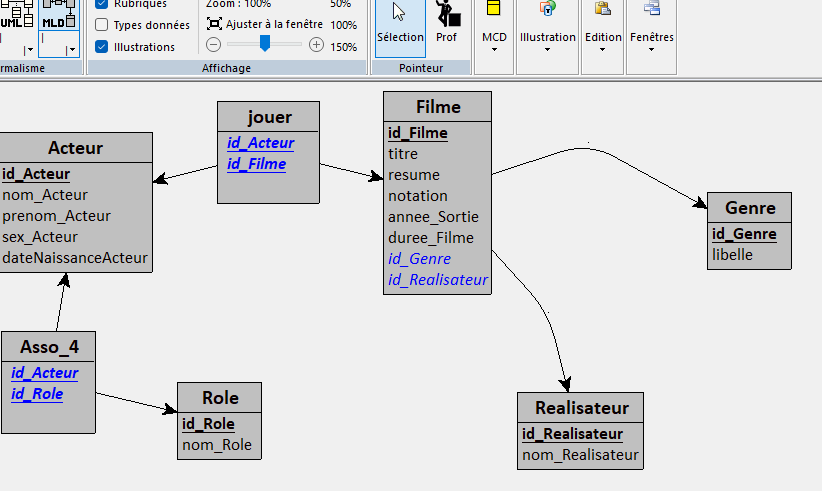 UML
MLD
rmalisme
Rubriques
Types données
Illustrations
Zoom : 100%
50%
Ajuster à la fenêtre
100%
150%
Affichage
Sélection
Prof
Pointeur
MCD
Illustration
Edition
Fenêtres
jouer
id_Acteur
id_Filme
Filme
id_Filme
titre
resume
notation
annee_Sortie
duree_Filme
id_Genre
id_Realisateur
Acteur
id_Acteur
nom_Acteur
prenom_Acteur
sex_Acteur
dateNaissanceActeur
Genre
id_Genre
libelle
Asso_4
id_Acteur
id_Role
Role
id_Role
nom_Role
Realisateur
id_Realisateur
nom_Realisateur